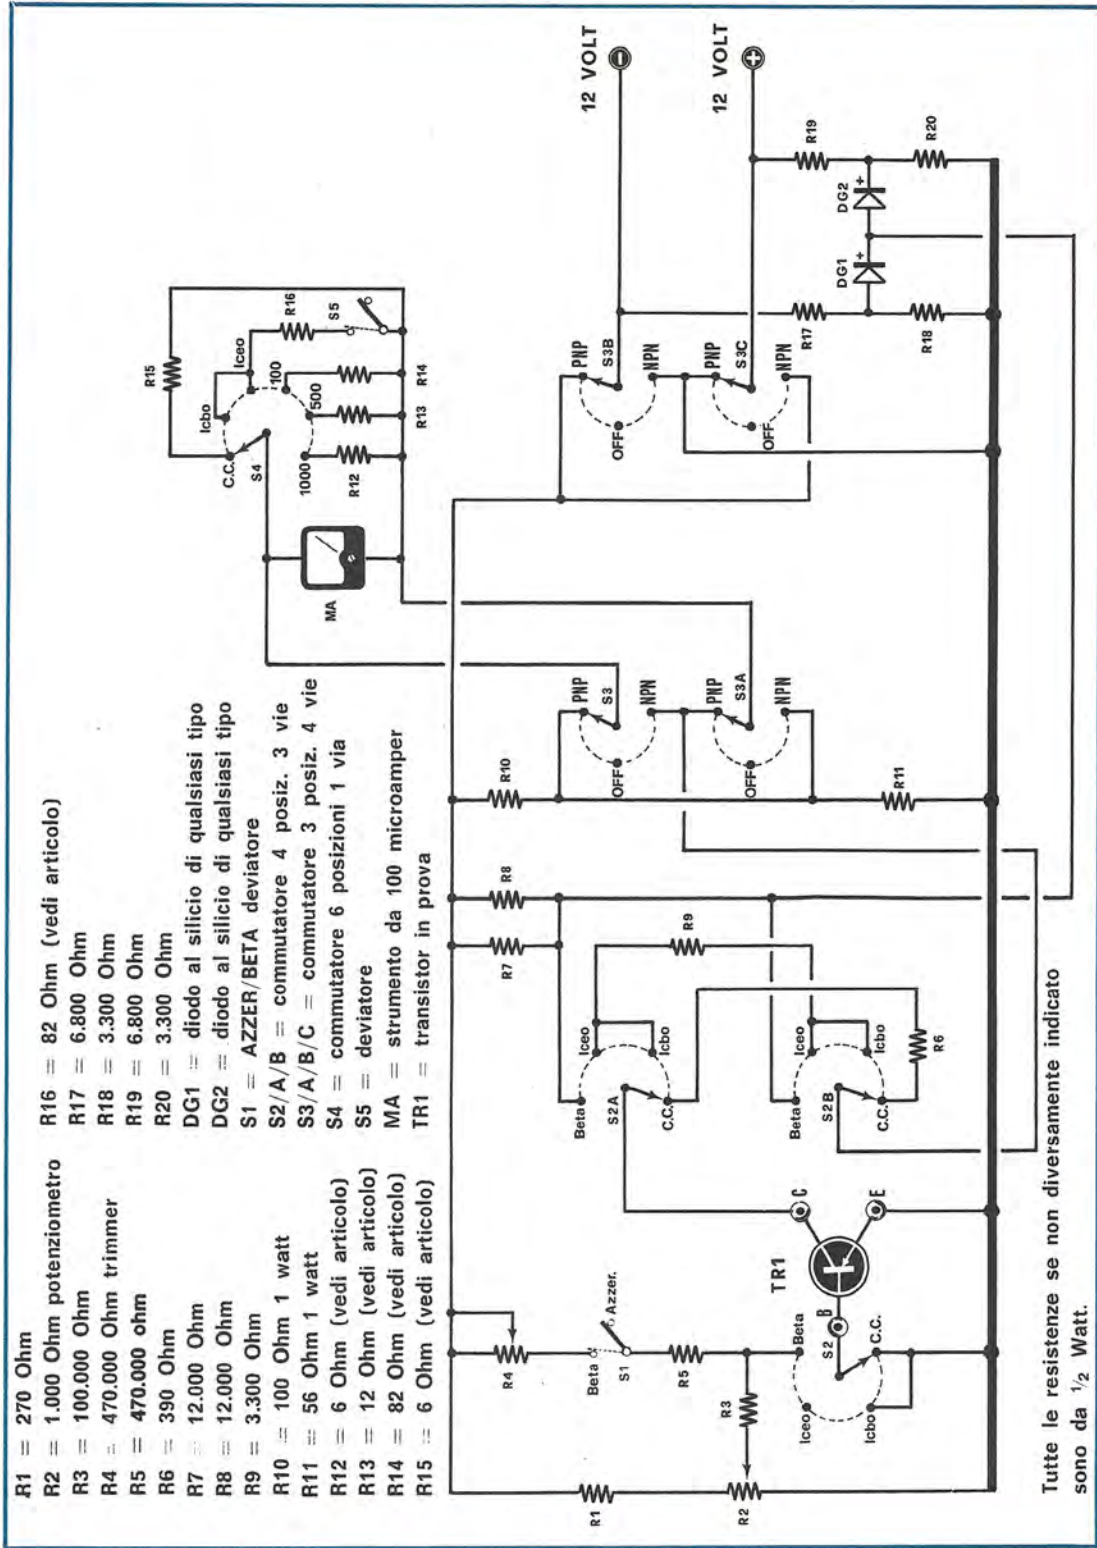 R1 = 270 Ohm
R2 = 1.000 Ohm potenziometro
R3 = 100.000 Ohm
R4 = 470.000 Ohm trimmer
R5 = 470.000 ohm
R6 = 390 Ohm
R7 = 12.000 Ohm
R8 = 12.000 Ohm
R9 = 3.300 Ohm
R10 = 100 Ohm 1 watt
R11 = 56 Ohm 1 watt
R12 = 6 Ohm (vedi articolo)
R13 = 12 Ohm (vedi articolo)
R14 = 82 Ohm (vedi articolo)
R15 = 6 Ohm (vedi articolo)
R16 = 82 Ohm (vedi articolo)
R17 = 6.800 Ohm
R18 = 3.300 Ohm
R19 = 6.800 Ohm
R20 = 3.300 Ohm
DG1 = diodo al silicio di qualsiasi tipo
DG2 = diodo al silicio di qualsiasi tipo
S1 = AZZER/BETA deviatore
S2/A/B = commutatore 4 posiz. 3 vie
S3/A/B/C = commutatore 3 posiz. 4 vie
S4 = commutatore 6 posizioni 1 via
S5 = deviatore
MA = strumento da 100 microamper
TR1 = transistor in prova
R15
Icbo
Iceo
R16
S5
C.C.
S4
100
500
1000
R12
R13
R14
MA
R1
R2
R3
R4
Beta
Azzer.
S1
R5
Beta
Iceo
Icbo
S2
C.C.
B
TR1
C
E
R7
R8
Beta
Iceo
S2A
Icbo
C.C.
R9
Beta
Iceo
S2B
Icbo
C.C.
R6
R10
PNP
S3
OFF
NPN
PNP
S3A
OFF
NPN
R11
PNP
S3B
OFF
NPN
PNP
S3C
OFF
NPN
12 VOLT
−
12 VOLT
+
R17
R18
DG1
+
DG2
+
R19
R20
Tutte le resistenze se non diversamente indicato
sono da 1/2 Watt.